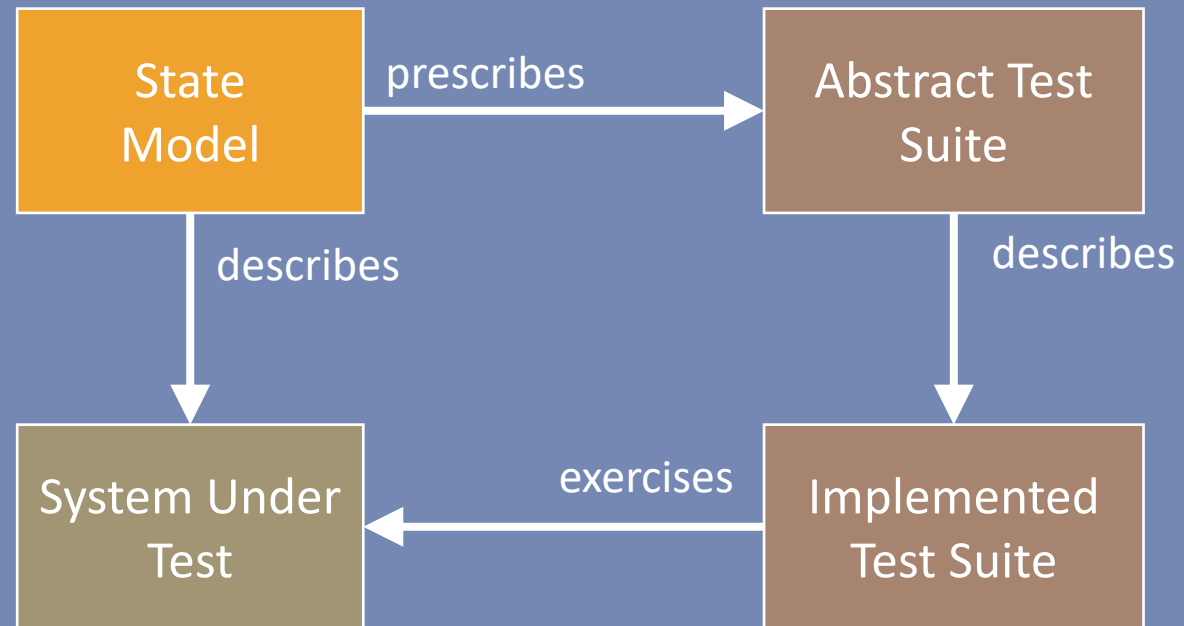 State
Model
prescribes
Abstract Test
Suite
describes
describes
System Under
Test
exercises
Implemented
Test Suite